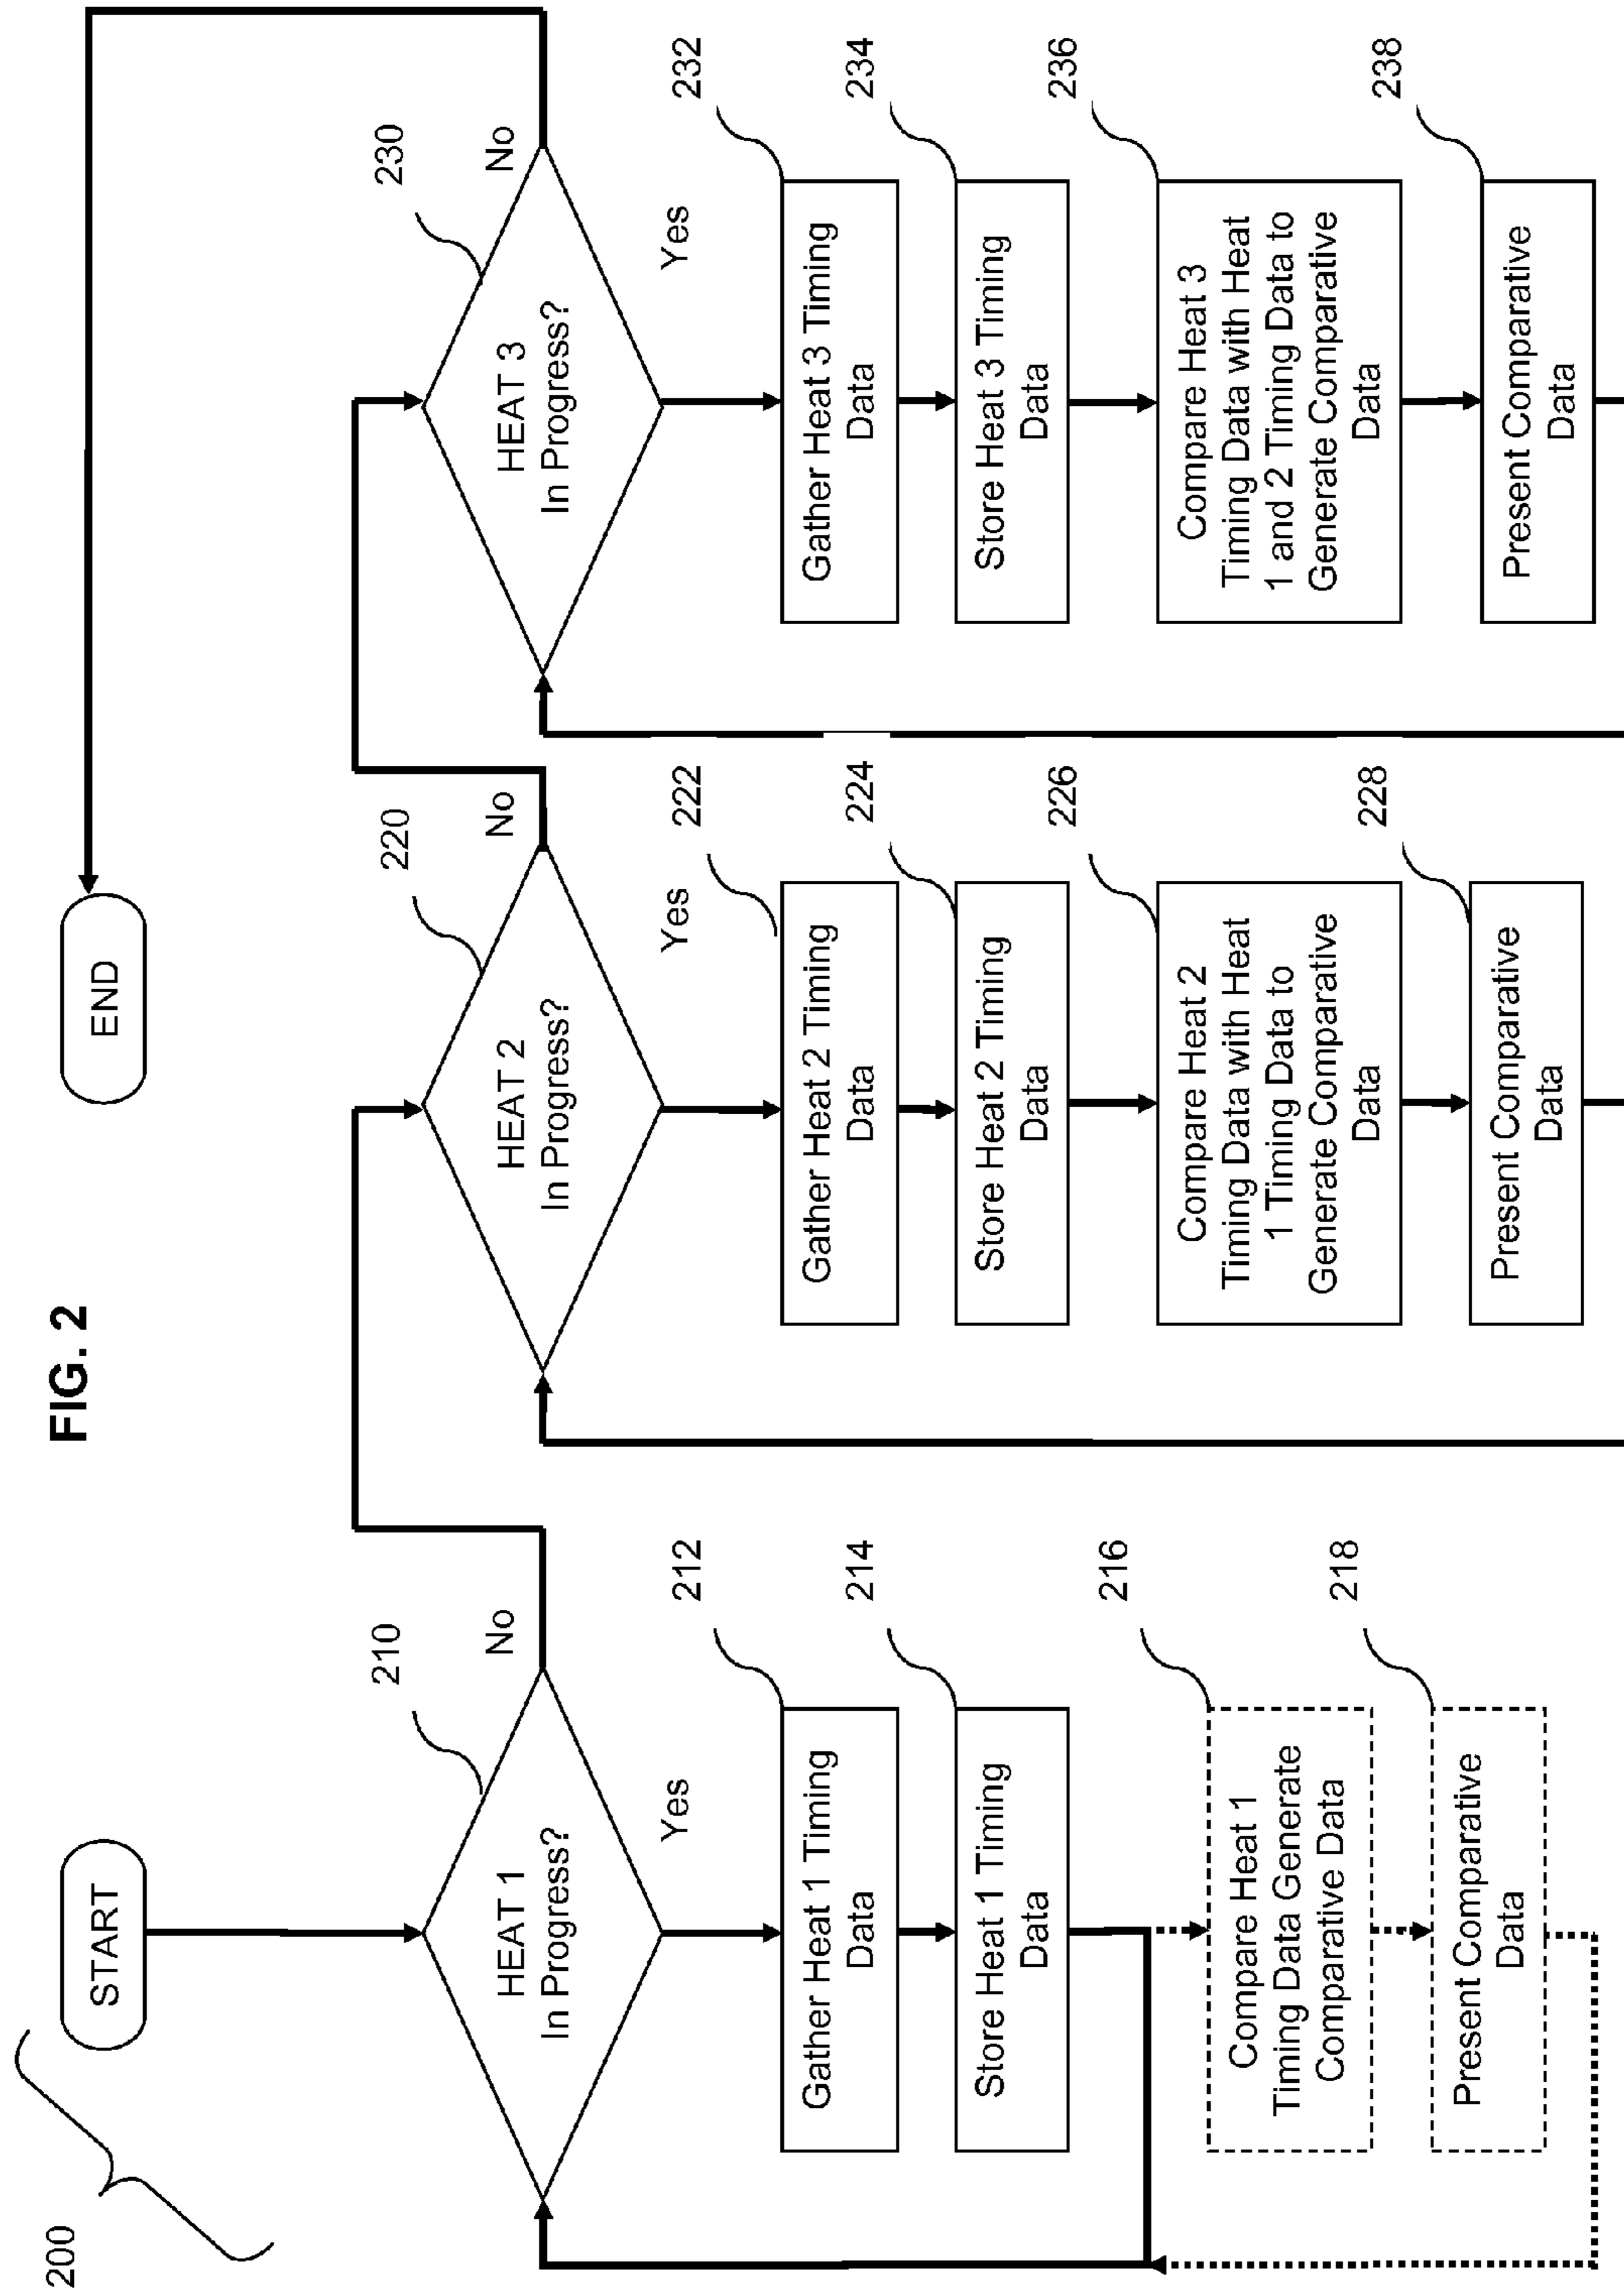 FIG. 2
200
START
END
210
HEAT 1
In Progress?
No
Yes
212
Gather Heat 1 Timing
Data
214
Store Heat 1 Timing
Data
216
Compare Heat 1
Timing Data Generate
Comparative Data
218
Present Comparative
Data
220
HEAT 2
In Progress?
No
Yes
222
Gather Heat 2 Timing
Data
224
Store Heat 2 Timing
Data
226
Compare Heat 2
Timing Data with Heat
1 Timing Data to
Generate Comparative
Data
228
Present Comparative
Data
230
HEAT 3
In Progress?
No
Yes
232
Gather Heat 3 Timing
Data
234
Store Heat 3 Timing
Data
236
Compare Heat 3
Timing Data with Heat
1 and 2 Timing Data to
Generate Comparative
Data
238
Present Comparative
Data